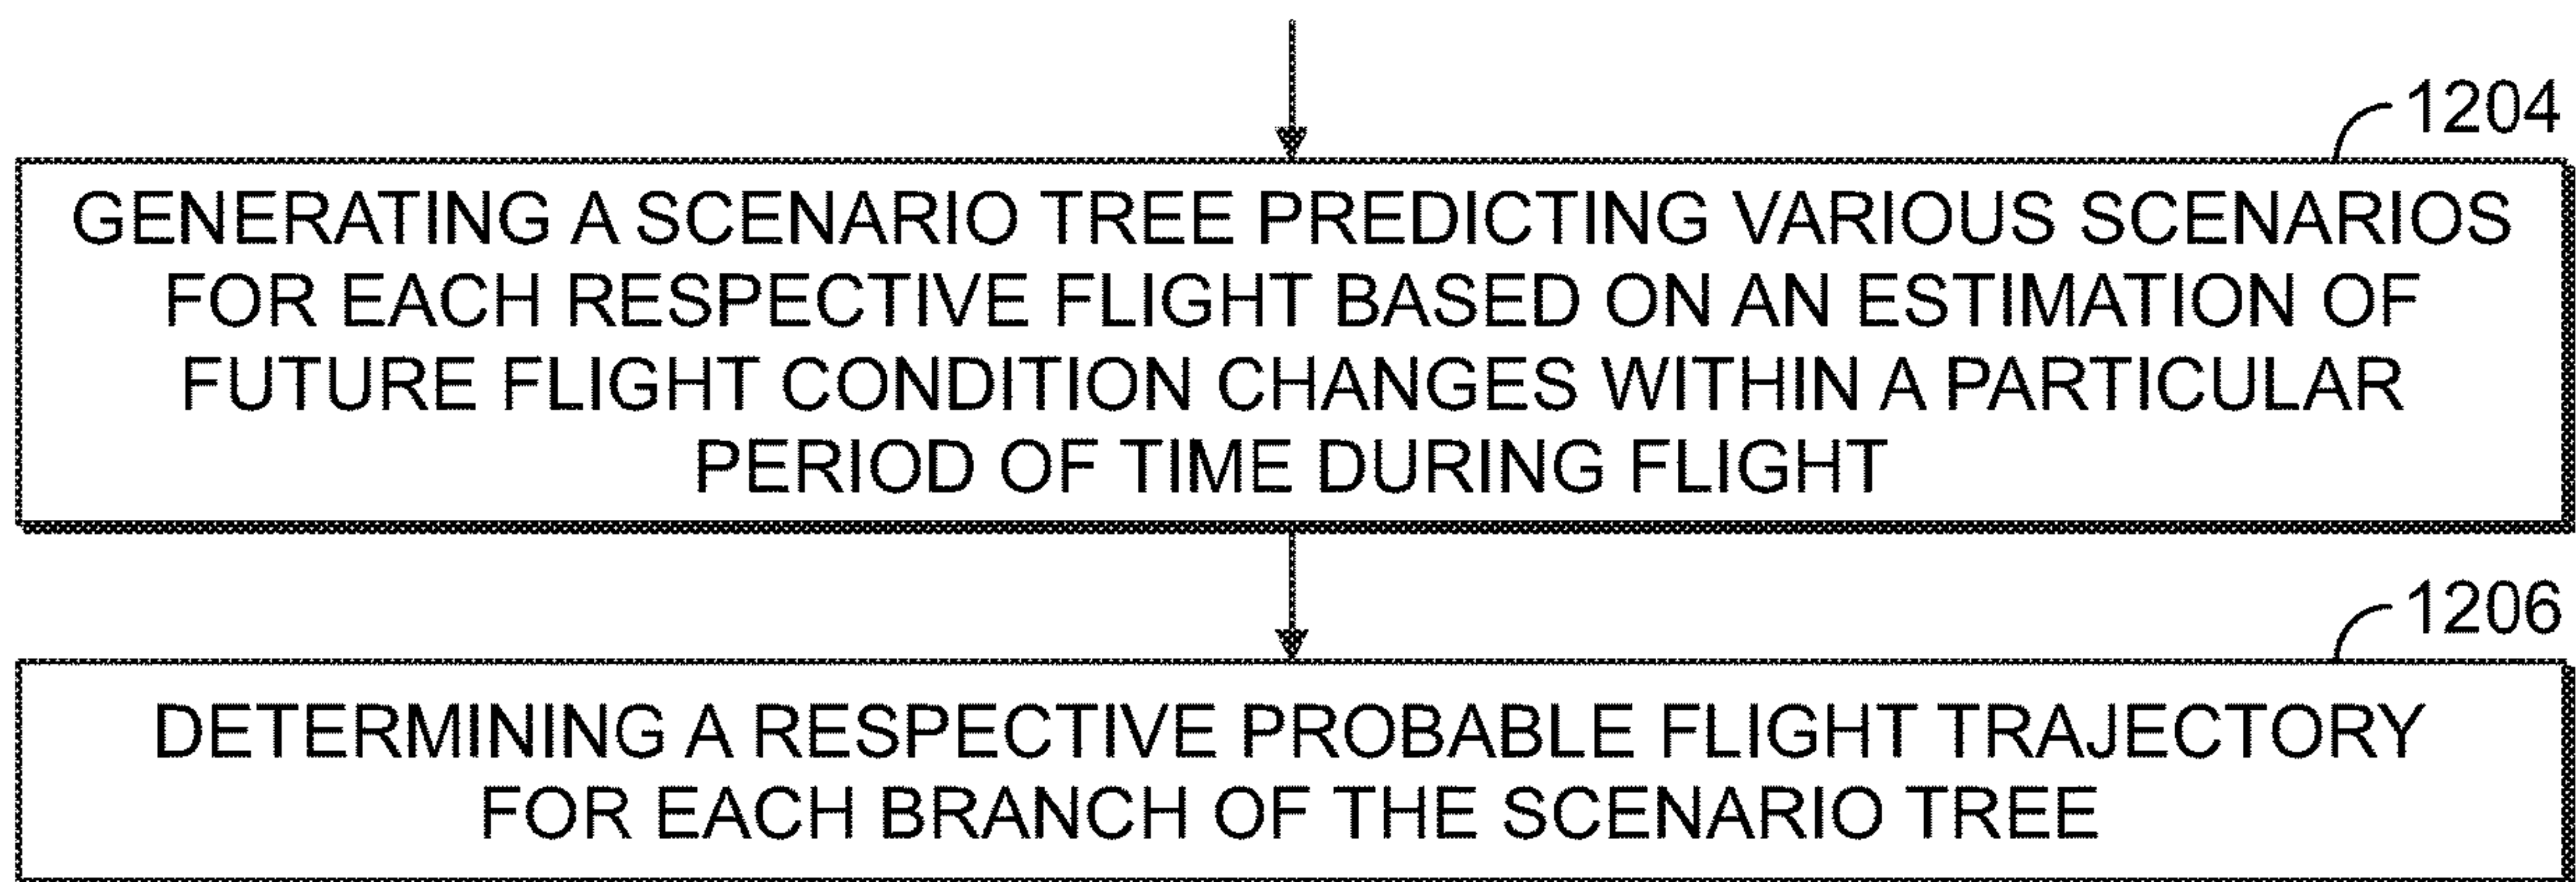 1204
GENERATING A SCENARIO TREE PREDICTING VARIOUS SCENARIOS
FOR EACH RESPECTIVE FLIGHT BASED ON AN ESTIMATION OF
FUTURE FLIGHT CONDITION CHANGES WITHIN A PARTICULAR
PERIOD OF TIME DURING FLIGHT
1206
DETERMINING A RESPECTIVE PROBABLE FLIGHT TRAJECTORY
FOR EACH BRANCH OF THE SCENARIO TREE